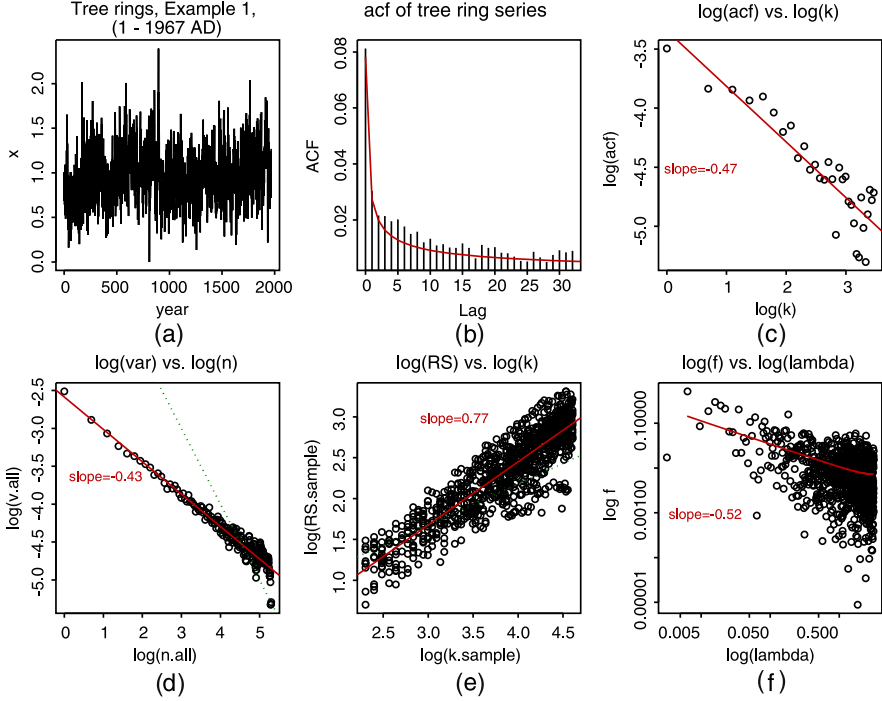 Tree rings, Example 1,
(1 - 1967 AD)
x
2.0
1.5
1.0
0.5
0.0
0 500 1000 1500 2000
year
(a)
acf of tree ring series
ACF
0.08
0.06
0.04
0.02
0 5 10 15 20 25 30
Lag
(b)
log(acf) vs. log(k)
log(acf)
-3.5
-4.0
-4.5
-5.0
slope=-0.47
0 1 2 3
log(k)
(c)
log(var) vs. log(n)
log(v.all)
-2.5
-3.0
-3.5
-4.0
-4.5
-5.0
slope=-0.43
0 1 2 3 4 5
log(n.all)
(d)
log(RS) vs. log(k)
log(RS.sample)
3.0
2.5
2.0
1.5
1.0
slope=0.77
2.5 3.0 3.5 4.0 4.5
log(k.sample)
(e)
log(f) vs. log(lambda)
log f
0.10000
0.00100
0.00001
slope=-0.52
0.005 0.050 0.500
log(lambda)
(f)